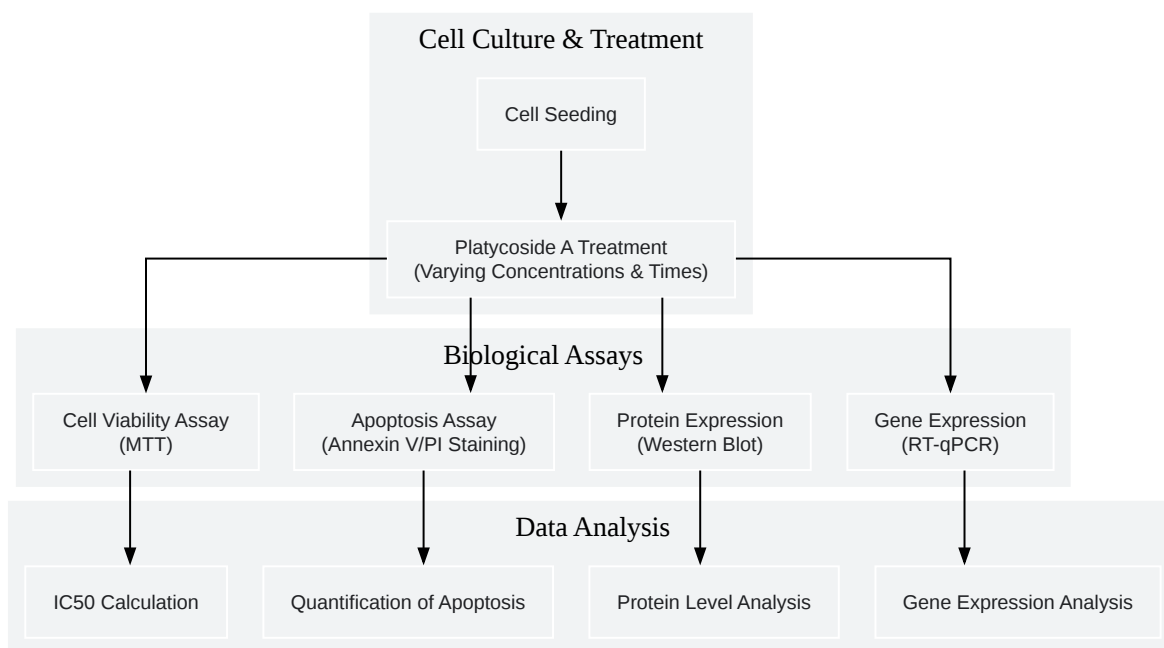 Cell Culture & Treatment
Cell Seeding
Platycoside A Treatment
(Varying Concentrations & Times)
Biological Assays
Cell Viability Assay
(MTT)
Apoptosis Assay
(Annexin V/PI Staining)
Protein Expression
(Western Blot)
Gene Expression
(RT-qPCR)
Data Analysis
IC50 Calculation
Quantification of Apoptosis
Protein Level Analysis
Gene Expression Analysis